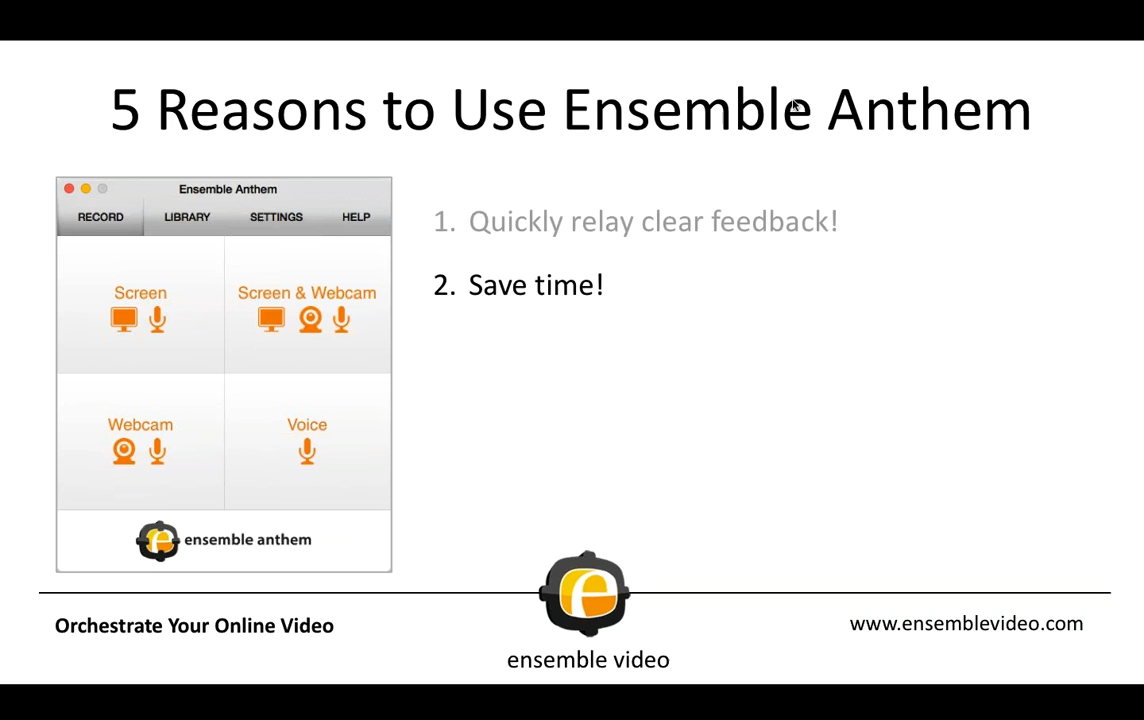 5 Reasons to Use Ensemble Anthem
Ensemble Anthem
RECORD LIBRARY SETTINGS HELP
Screen
Screen & Webcam
Webcam
Voice
ensemble anthem
1. Quickly relay clear feedback!
2. Save time!
Orchestrate Your Online Video
e
ensemble video
www.ensemblevideo.com